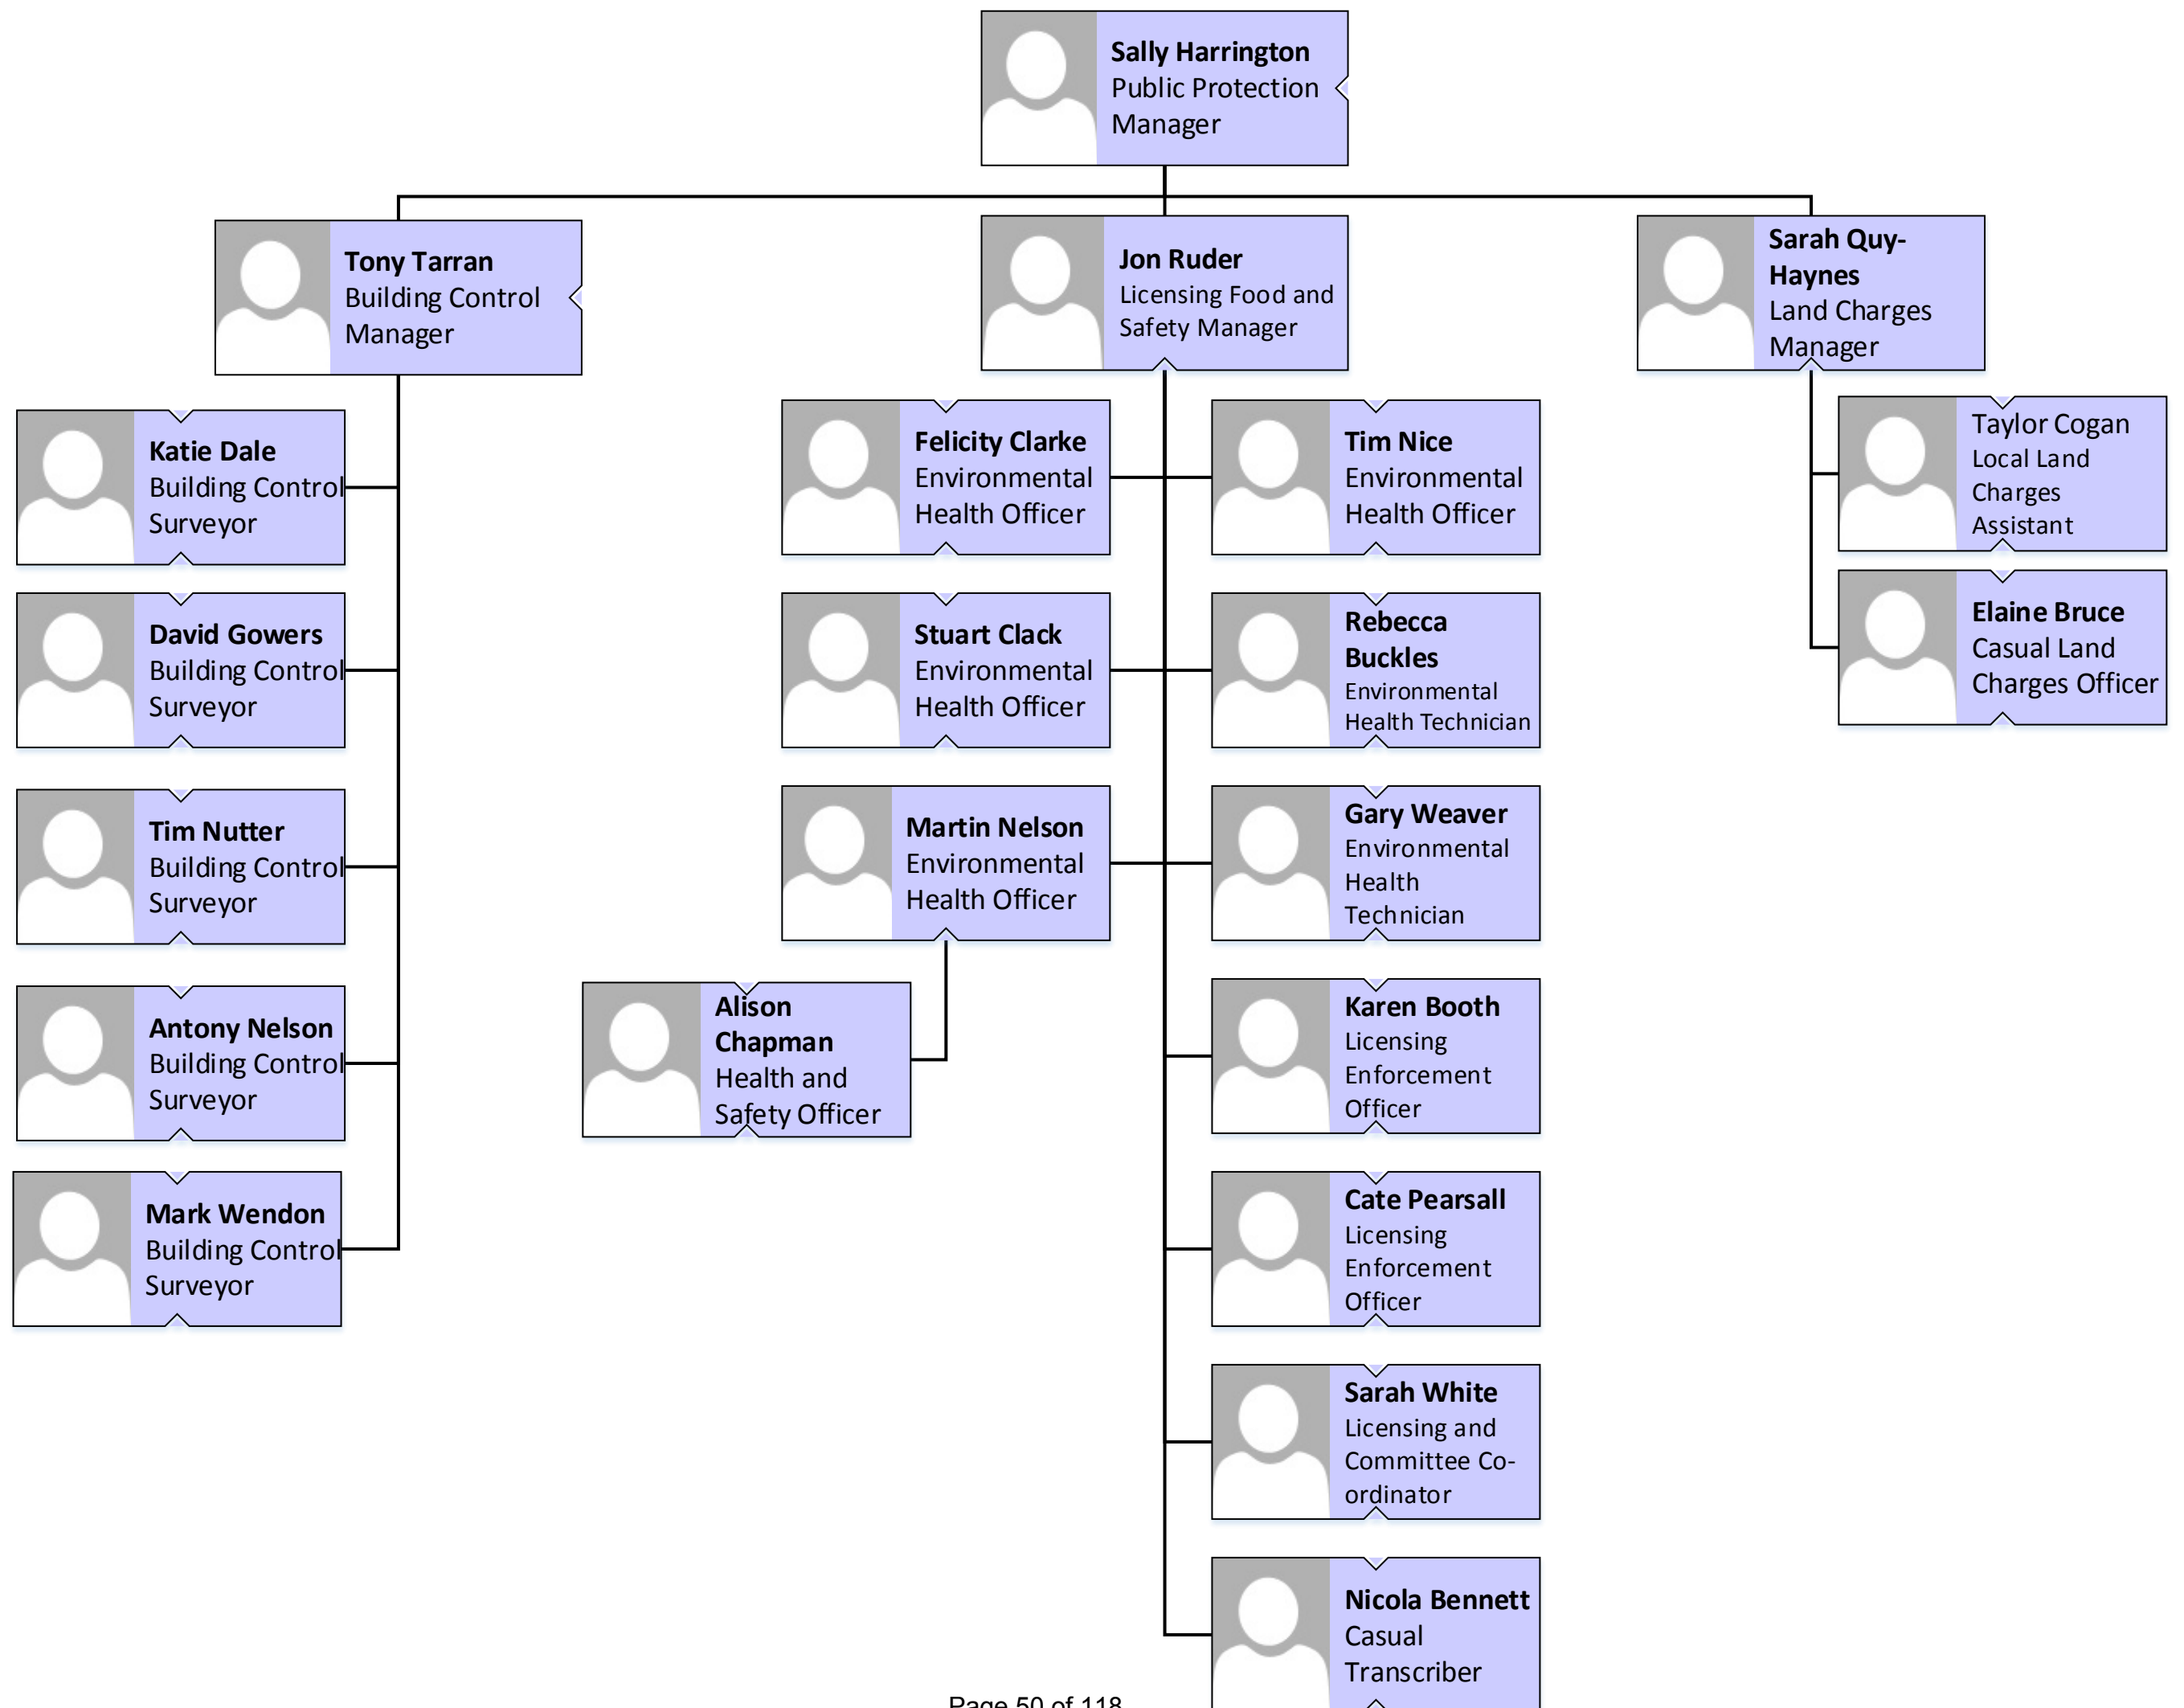 Sally Harrington
Public Protection
Manager
Tony Tarran
Building Control
Manager
Jon Ruder
Licensing Food and
Safety Manager
Sarah Quy-
Haynes
Land Charges
Manager
Katie Dale
Building Control
Surveyor
David Gowers
Building Control
Surveyor
Tim Nutter
Building Control
Surveyor
Antony Nelson
Building Control
Surveyor
Mark Wendon
Building Control
Surveyor
Felicity Clarke
Environmental
Health Officer
Stuart Clack
Environmental
Health Officer
Martin Nelson
Environmental
Health Officer
Alison
Chapman
Health and
Safety Officer
Tim Nice
Environmental
Health Officer
Rebecca
Buckles
Environmental
Health Technician
Gary Weaver
Environmental
Health
Technician
Karen Booth
Licensing
Enforcement
Officer
Cate Pearsall
Licensing
Enforcement
Officer
Sarah White
Licensing and
Committee Co-
ordinator
Nicola Bennett
Casual
Transcriber
Taylor Cogan
Local Land
Charges
Assistant
Elaine Bruce
Casual Land
Charges Officer
Page 50 of 118